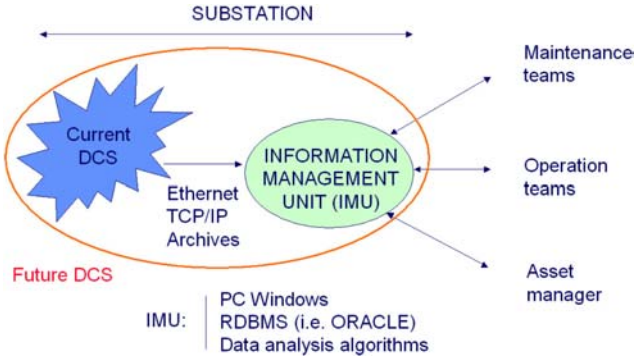 SUBSTATION
Maintenance
teams
Current
DCS
INFORMATION
MANAGEMENT
UNIT (IMU)
Ethernet
TCP/IP
Archives
Operation
teams
Future DCS
Asset
manager
IMU:
PC Windows
RDBMS (i.e. ORACLE)
Data analysis algorithms